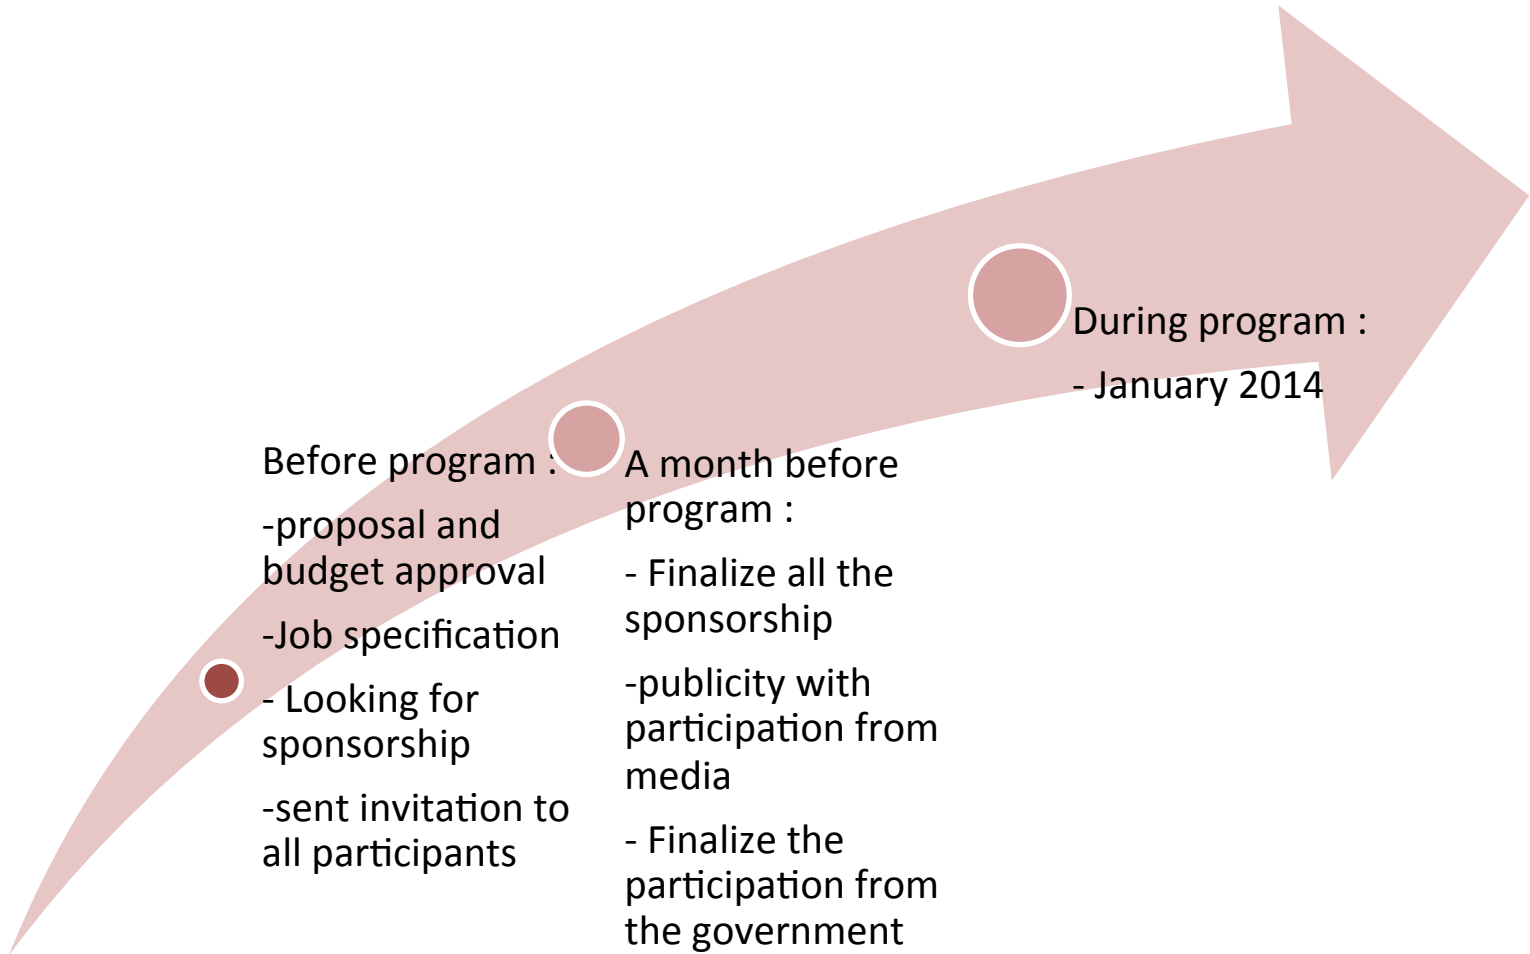 Before program :
-proposal and
budget approval
-Job specification
- Looking for
sponsorship
-sent invitation to
all participants
A month before
program :
- Finalize all the
sponsorship
-publicity with
participation from
media
- Finalize the
participation from
the government
During program :
- January 2014